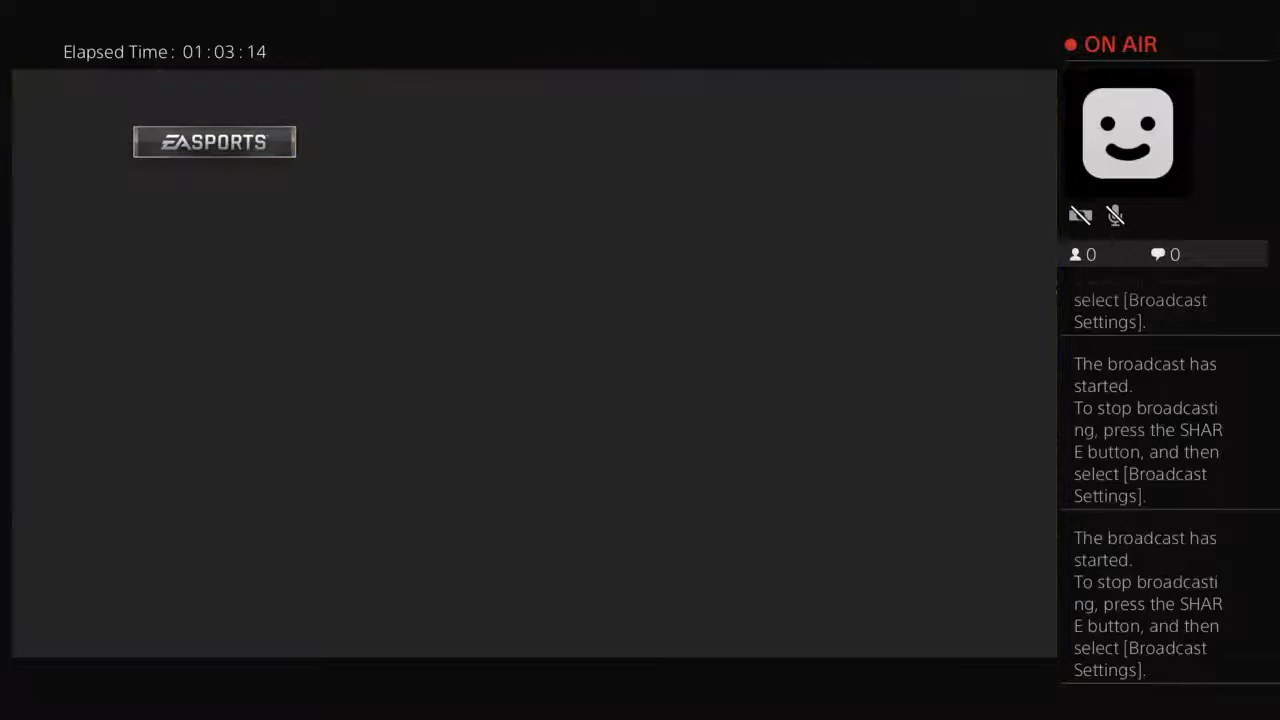 Elapsed Time: 01:03:14
ON AIR
EA SPORTS
0 0
select [Broadcast
Settings].
The broadcast has
started.
To stop broadcasti
ng, press the SHAR
E button, and then
select [Broadcast
Settings].
The broadcast has
started.
To stop broadcasti
ng, press the SHAR
E button, and then
select [Broadcast
Settings].